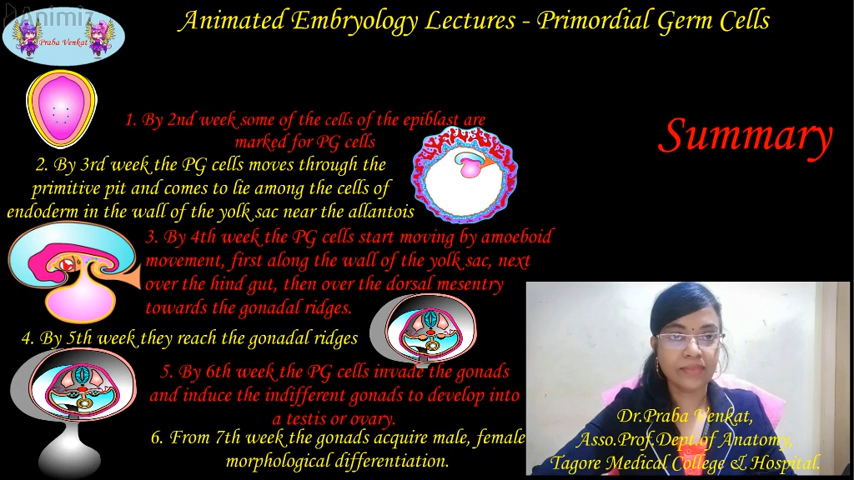 Animiz
Praba Venkat
Animated Embryology Lectures - Primordial Germ Cells
Summary
1. By 2nd week some of the cells of the epiblast are
marked for PG cells
2. By 3rd week the PG cells moves through the
primitive pit and comes to lie among the cells of
endoderm in the wall of the yolk sac near the allantois
3. By 4th week the PG cells start moving by amoeboid
movement, first along the wall of the yolk sac, next
over the hind gut, then over the dorsal mesentry
towards the gonadal ridges.
4. By 5th week they reach the gonadal ridges
5. By 6th week the PG cells invade the gonads
and induce the indifferent gonads to develop into
a testis or ovary.
6. From 7th week the gonads acquire male, female
morphological differentiation.
Dr.Praba Venkat,
Asso.Prof.Dept.of Anatomy,
Tagore Medical College & Hospital.